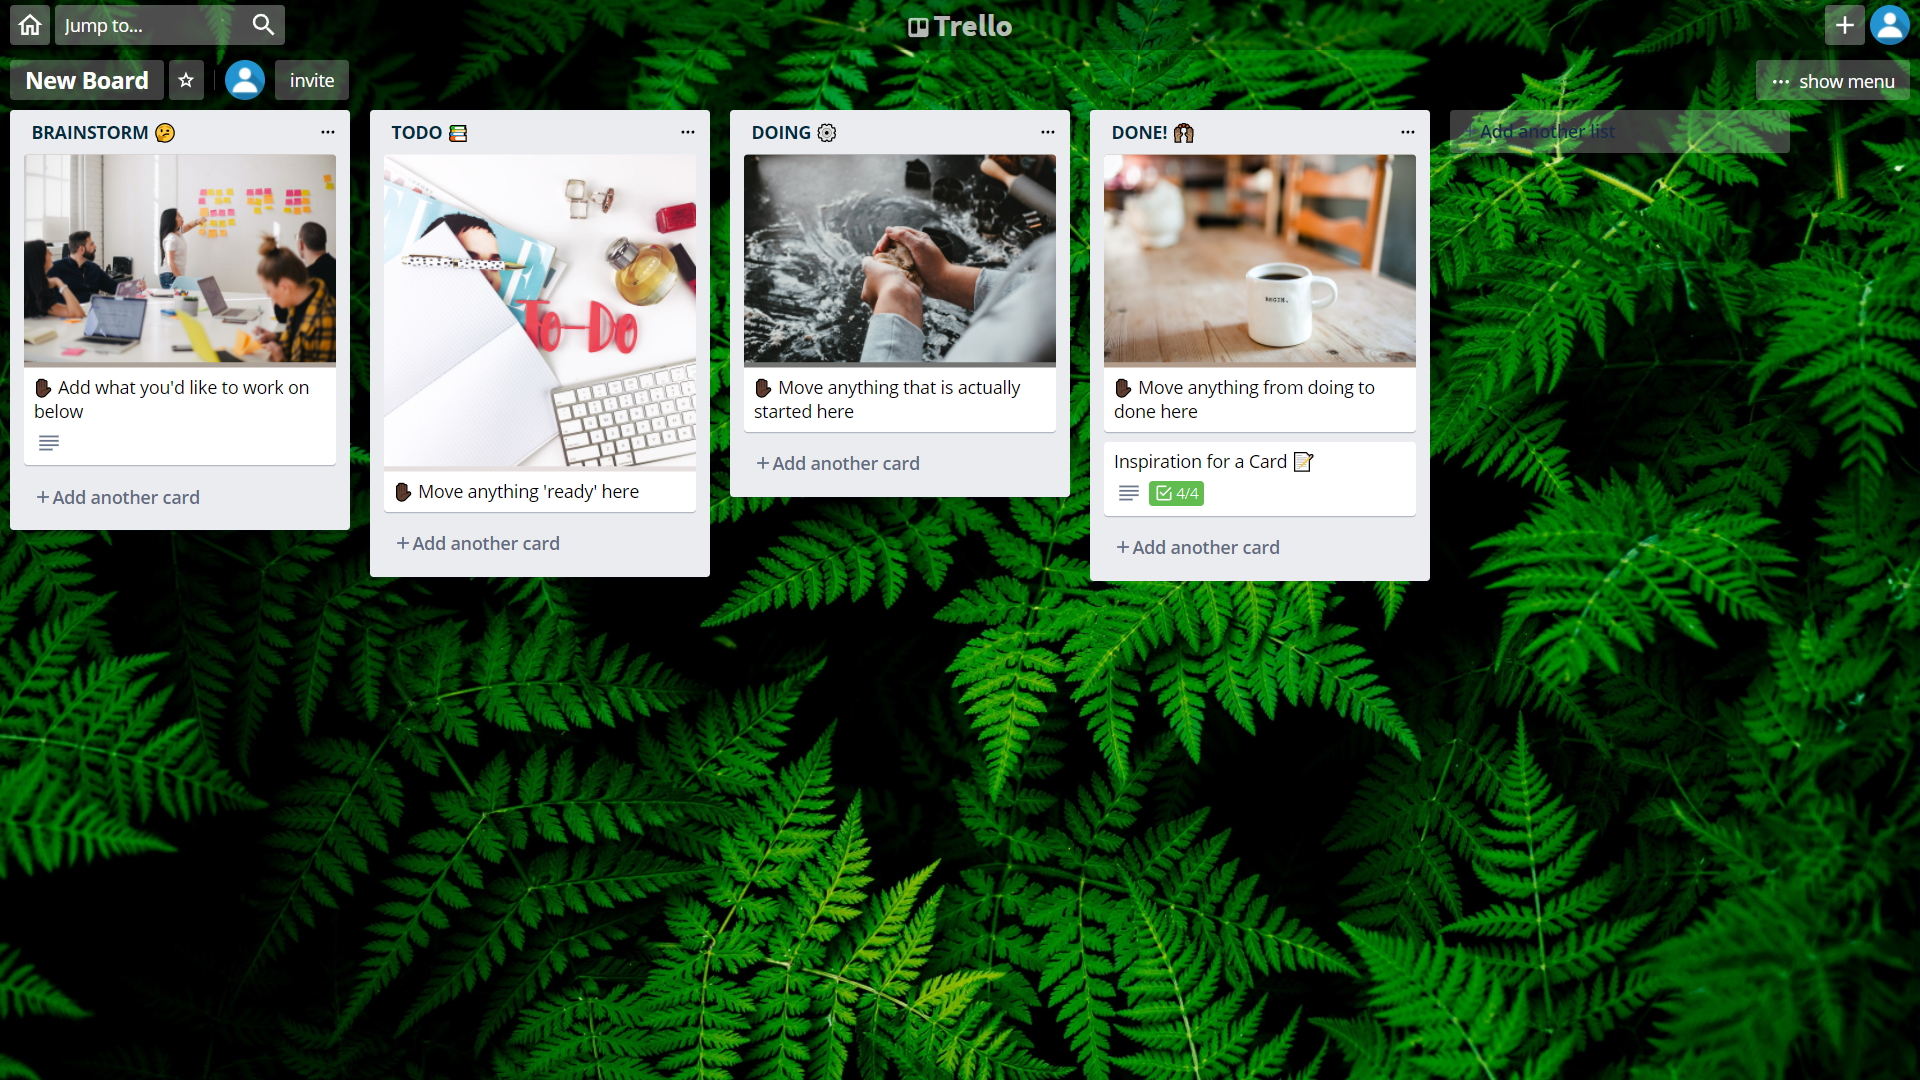 Jump to...
Trello
New Board
invite
... show menu
BRAINSTORM 🤔
...
Add what you'd like to work on
below
+ Add another card
TODO 📚
...
To-Do
✋🏿 Move anything 'ready' here
+ Add another card
DOING ⚙️
...
✋🏿 Move anything that is actually
started here
+ Add another card
DONE! 🙌🏽
...
BEGIN.
✋🏿 Move anything from doing to
done here
Inspiration for a Card 📝
4/4
+ Add another card
+ Add another list